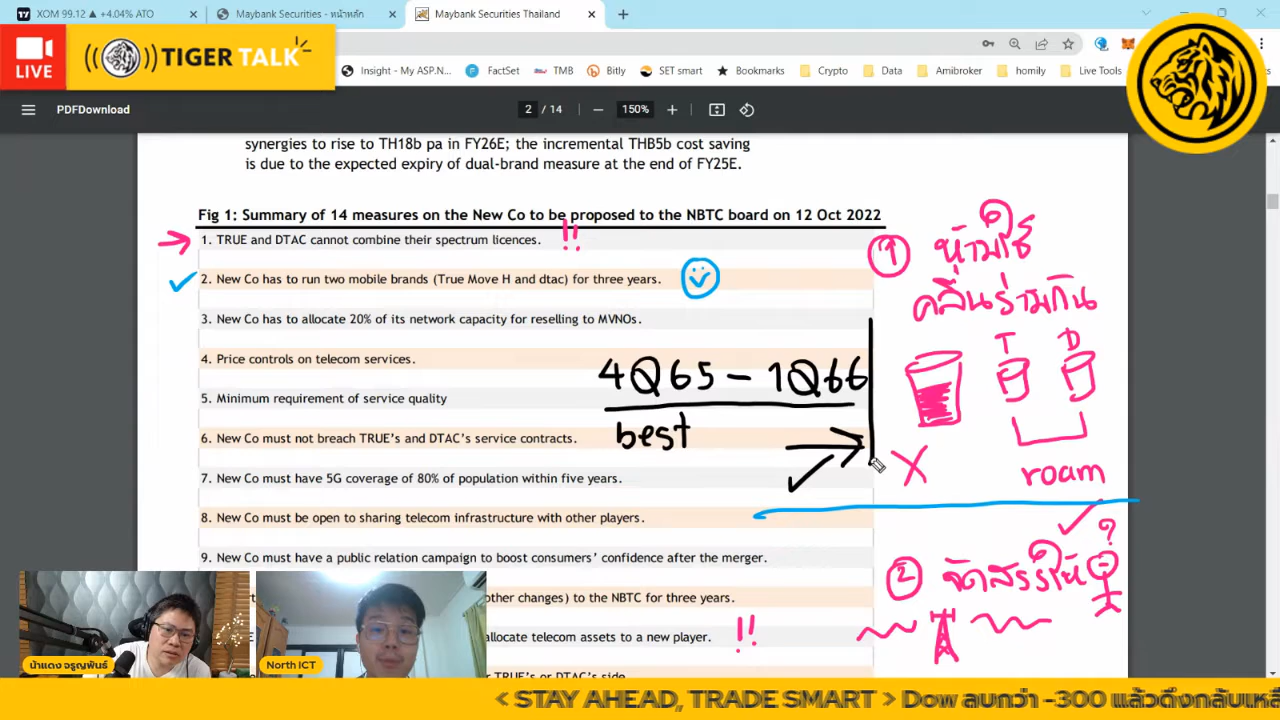 XOM 99.12 ▲ +4.04% ATO
Maybank Securities - หน้าหลัก
Maybank Securities Thailand
LIVE
TIGER TALK
Insight - My ASP.N...
FactSet
TMB
Bitly
SET smart
Bookmarks
Crypto
Data
Amibroker
homily
Live Tools
PDFDownload
2 / 14
150%
synergies to rise to TH18b pa in FY26E; the incremental THB5b cost saving
is due to the expected expiry of dual-brand measure at the end of FY25E.
Fig 1: Summary of 14 measures on the New Co to be proposed to the NBTC board on 12 Oct 2022
1. TRUE and DTAC cannot combine their spectrum licences. !!
2. New Co has to run two mobile brands (True Move H and dtac) for three years.
3. New Co has to allocate 20% of its network capacity for reselling to MVNOs.
4. Price controls on telecom services.
5. Minimum requirement of service quality
6. New Co must not breach TRUE's and DTAC's service contracts.
7. New Co must have 5G coverage of 80% of population within five years.
8. New Co must be open to sharing telecom infrastructure with other players.
9. New Co must have a public relation campaign to boost consumers' confidence after the merger.
other changes) to the NBTC for three years.
allocate telecom assets to a new player. !!
TRUE's or DTAC's side.
4Q65 - 1Q66
best
1 ห้ามใช้
คลื่นร่วมกัน
T D
X roam
2 จัดสรรให้ ?
น้าแดง จรูญพันธ์
North ICT
< STAY AHEAD, TRADE SMART > Dow ลบกว่า -300 แล้วดึงกลับเหลื